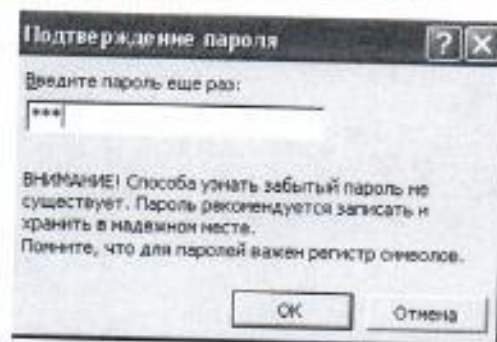 Подтверждение пароля
Введите пароль еще раз:
***
ВНИМАНИЕ! Способа узнать забытый пароль не
существует. Пароль рекомендуется записать и
хранить в надежном месте.
Помните, что для паролей важен регистр символов.
OK
Отмена